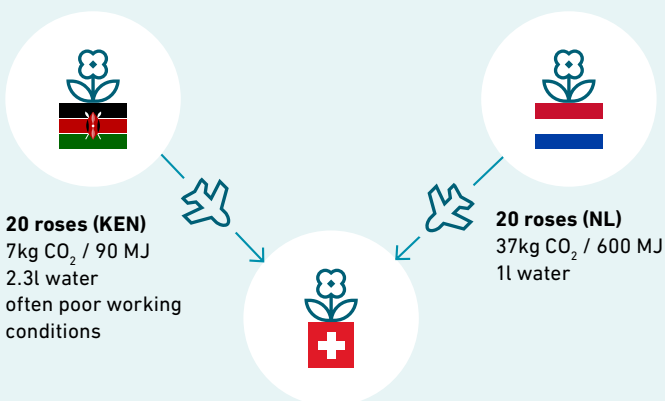 20 roses (KEN)
7kg CO₂ / 90 MJ
2.3l water
often poor working
conditions
20 roses (NL)
37kg CO₂ / 600 MJ
1l water